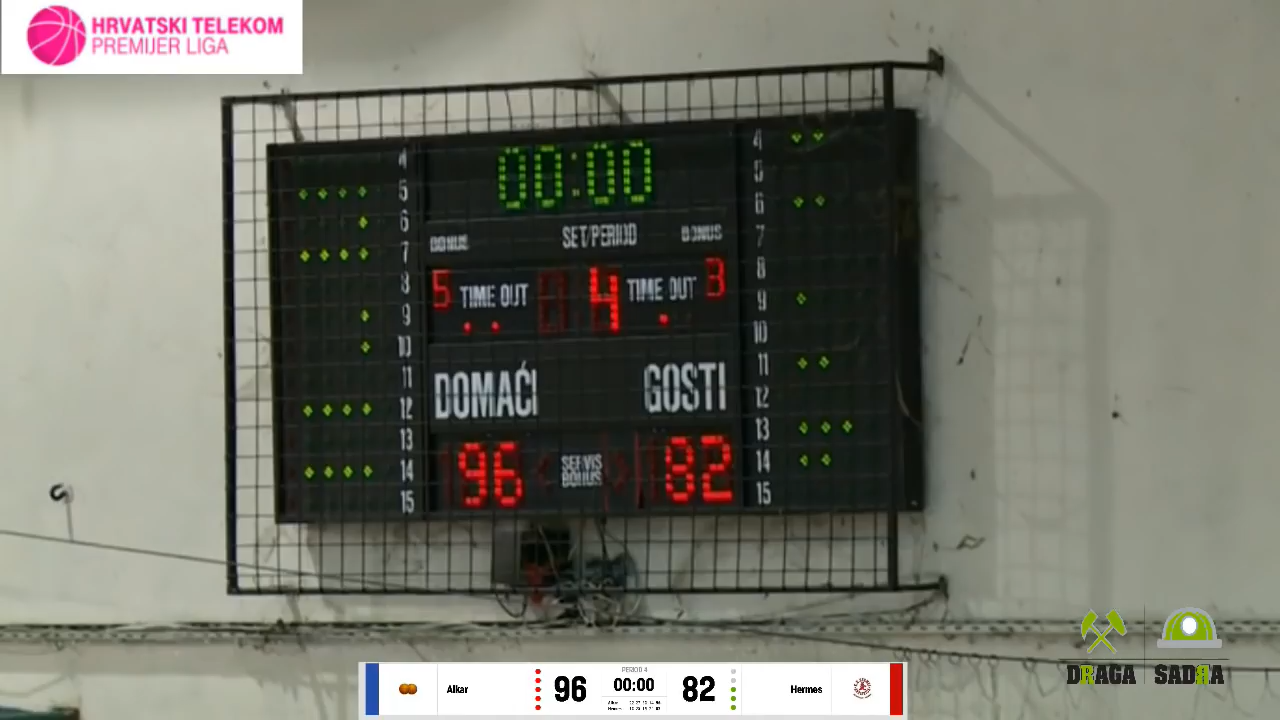 HRVATSKI TELEKOM
PREMIJER LIGA
4
5
6
7
8
9
10
11
12
13
14
15
00:00
BONUS
SET/PERIOD
BONUS
5
TIME OUT
4
TIME OUT
3
DOMAĆI
GOSTI
96
SERVIS
BONUS
82
4
5
6
7
8
9
10
11
12
13
14
15
DRAGA
SADRA
PERIOD 4
Alkar
96
00:00
82
Hermes